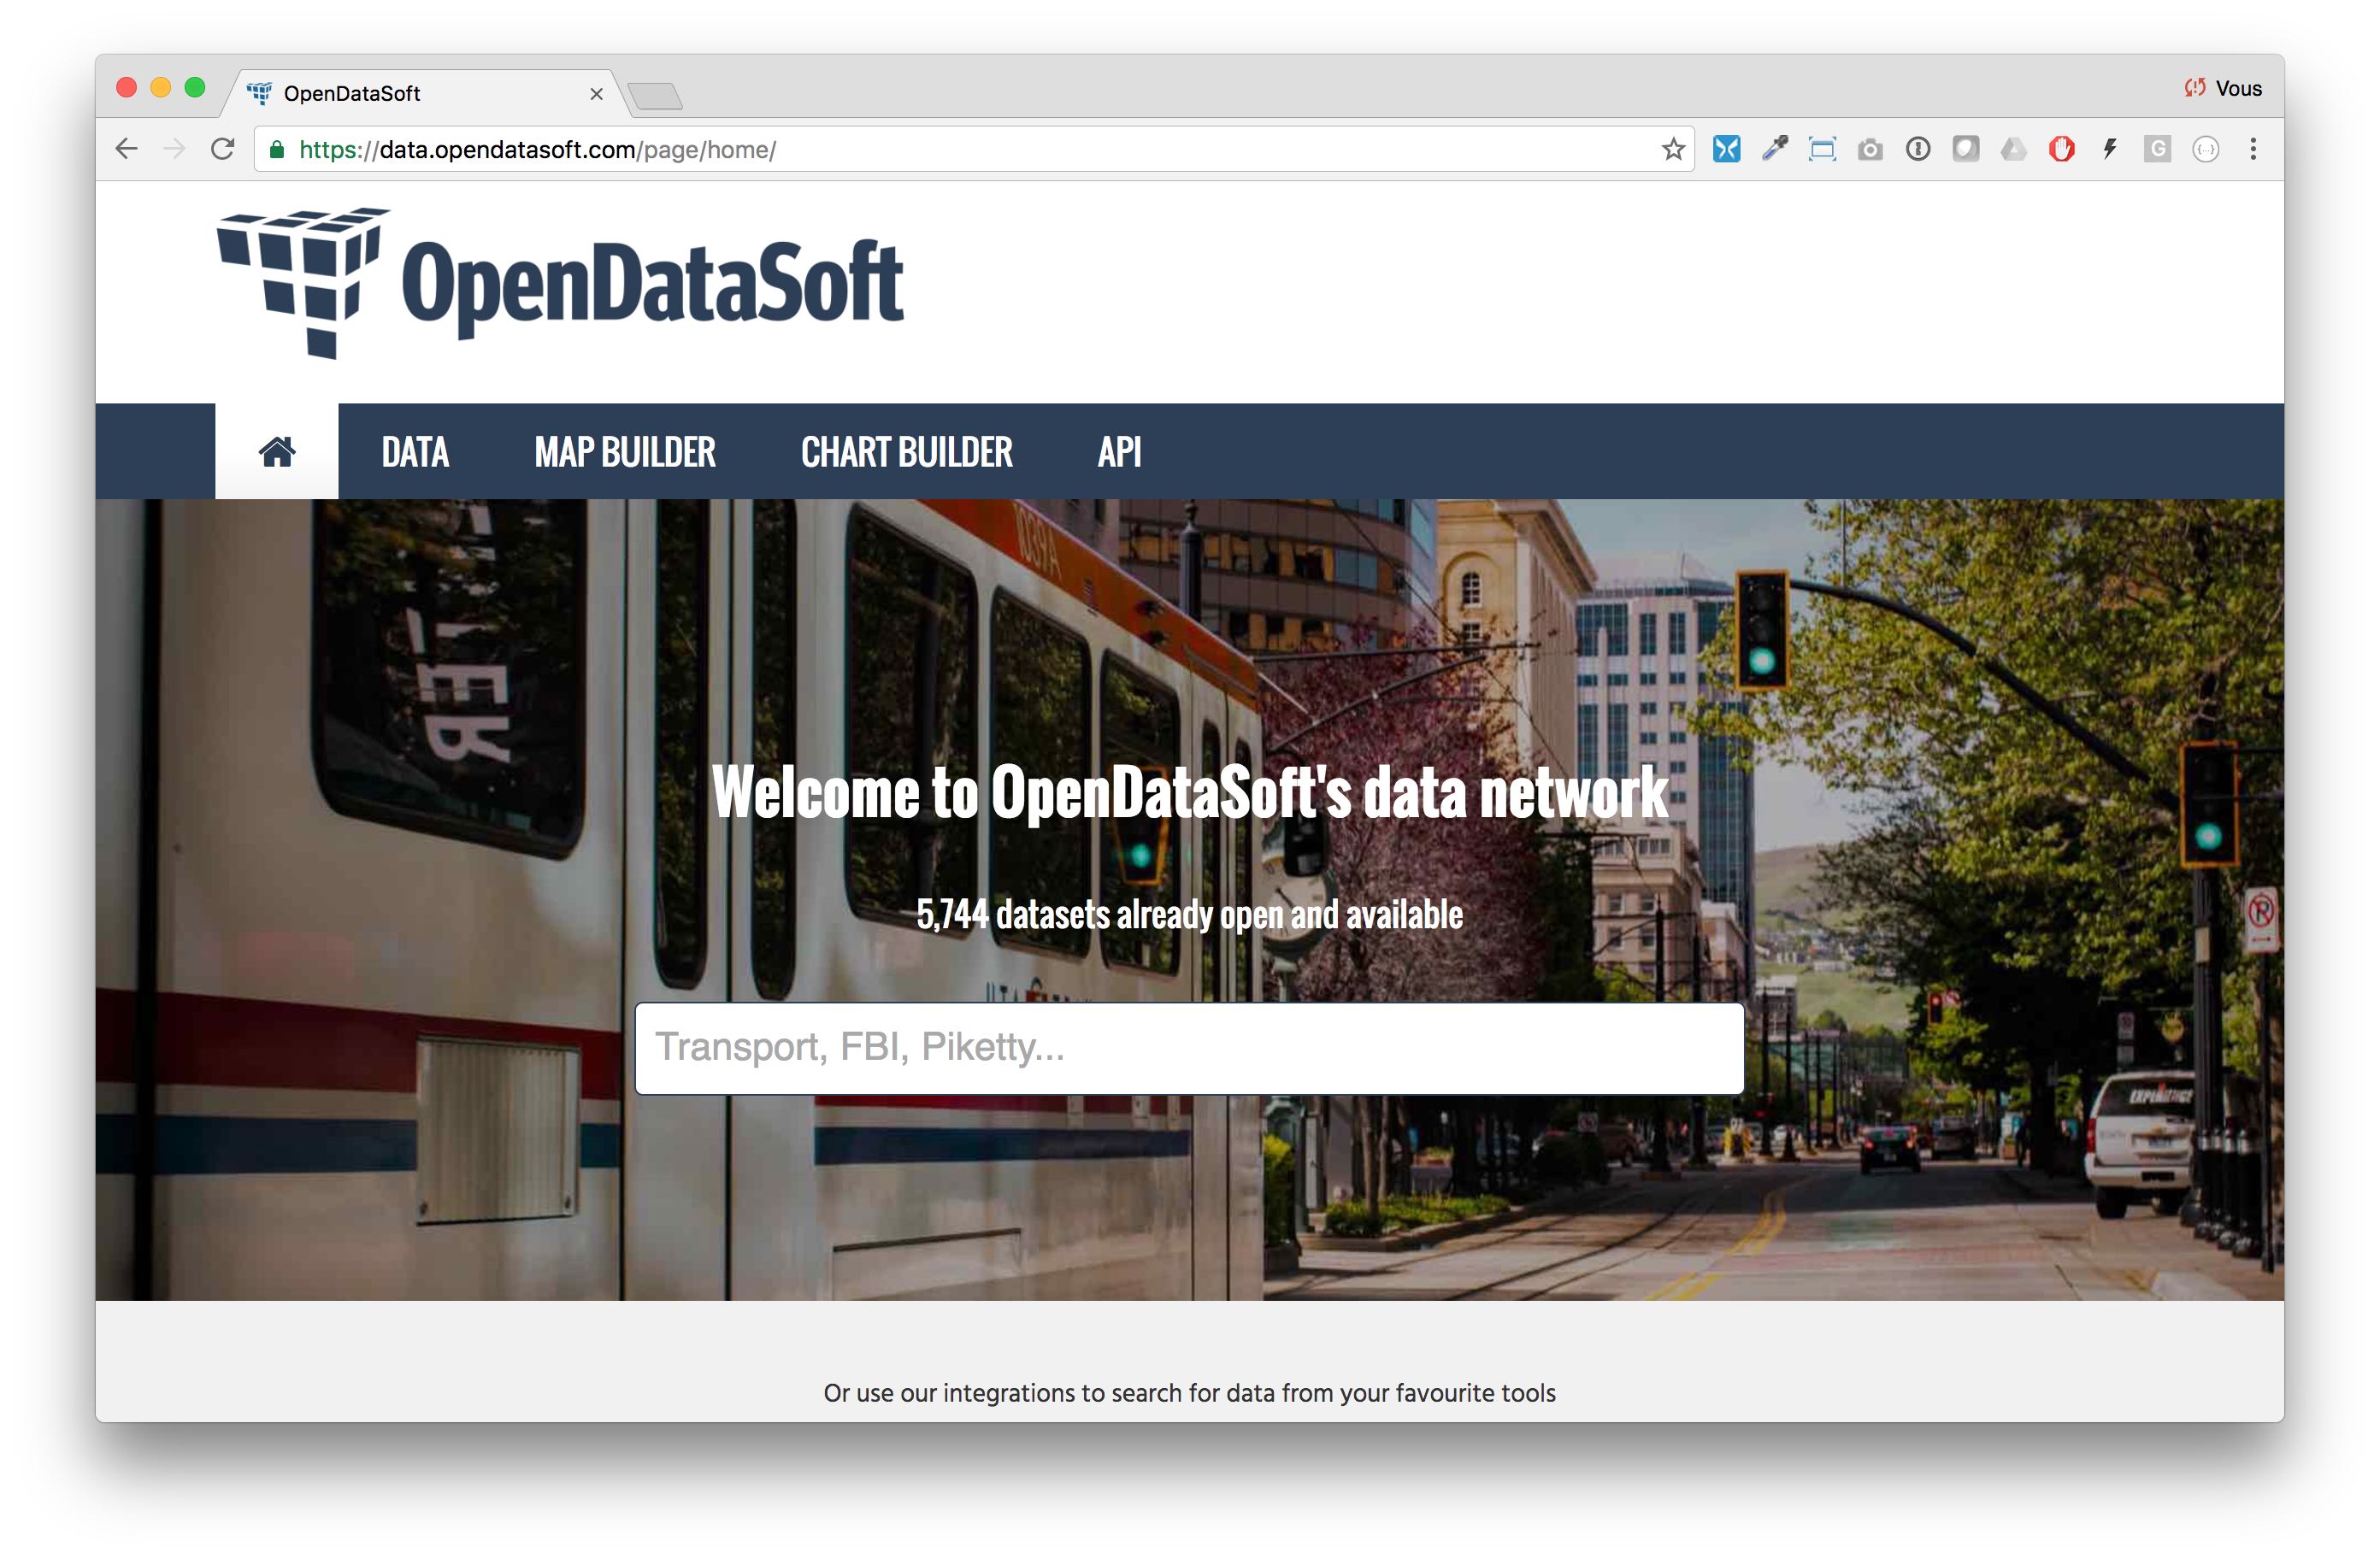 OpenDataSoft
Vous
https://data.opendatasoft.com/page/home/
G
OpenDataSoft
DATA
MAP BUILDER
CHART BUILDER
API
1039A
Welcome to OpenDataSoft's data network
5,744 datasets already open and available
Transport, FBI, Piketty...
Or use our integrations to search for data from your favourite tools